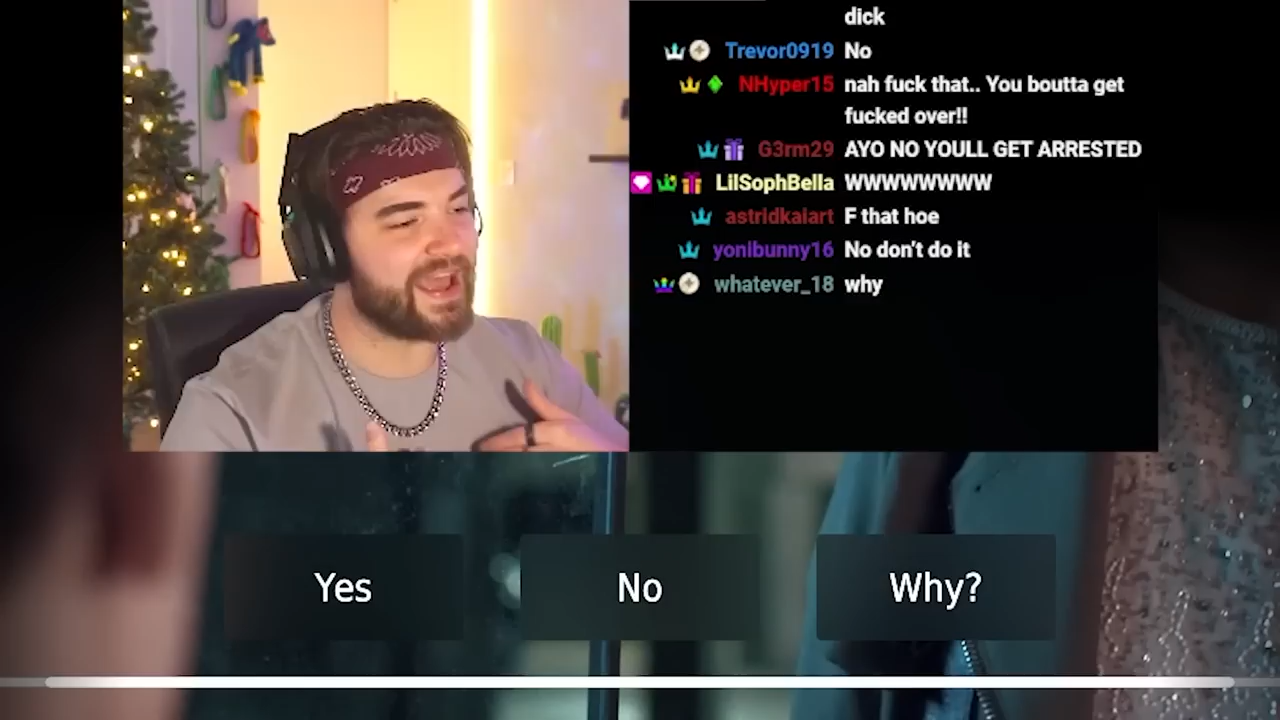 dick
Trevor0919 No
NHyper15 nah fuck that.. You boutta get
fucked over!!
G3rm29 AYO NO YOULL GET ARRESTED
LilSophBella WWWWWWWW
astridkaiart F that hoe
yonibunny16 No don't do it
whatever_18 why
Yes
No
Why?